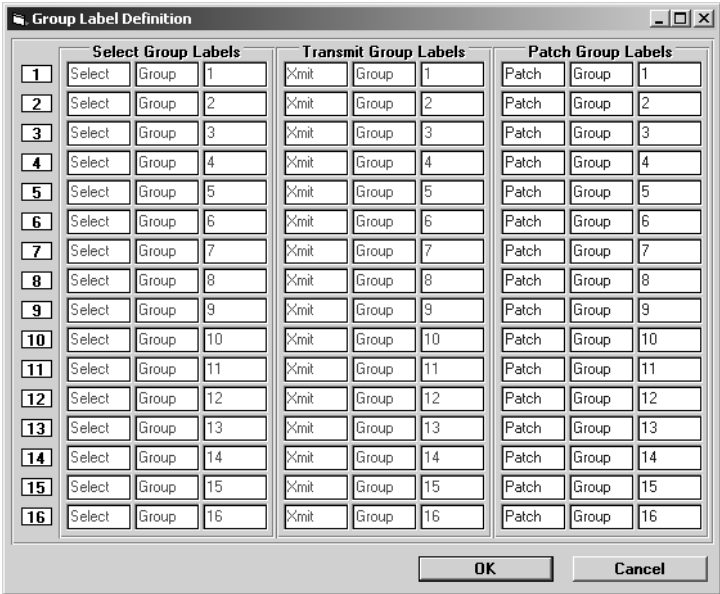 Group Label Definition
Select Group Labels Transmit Group Labels Patch Group Labels
1 Select Group 1 Xmit Group 1 Patch Group 1
2 Select Group 2 Xmit Group 2 Patch Group 2
3 Select Group 3 Xmit Group 3 Patch Group 3
4 Select Group 4 Xmit Group 4 Patch Group 4
5 Select Group 5 Xmit Group 5 Patch Group 5
6 Select Group 6 Xmit Group 6 Patch Group 6
7 Select Group 7 Xmit Group 7 Patch Group 7
8 Select Group 8 Xmit Group 8 Patch Group 8
9 Select Group 9 Xmit Group 9 Patch Group 9
10 Select Group 10 Xmit Group 10 Patch Group 10
11 Select Group 11 Xmit Group 11 Patch Group 11
12 Select Group 12 Xmit Group 12 Patch Group 12
13 Select Group 13 Xmit Group 13 Patch Group 13
14 Select Group 14 Xmit Group 14 Patch Group 14
15 Select Group 15 Xmit Group 15 Patch Group 15
16 Select Group 16 Xmit Group 16 Patch Group 16
OK Cancel